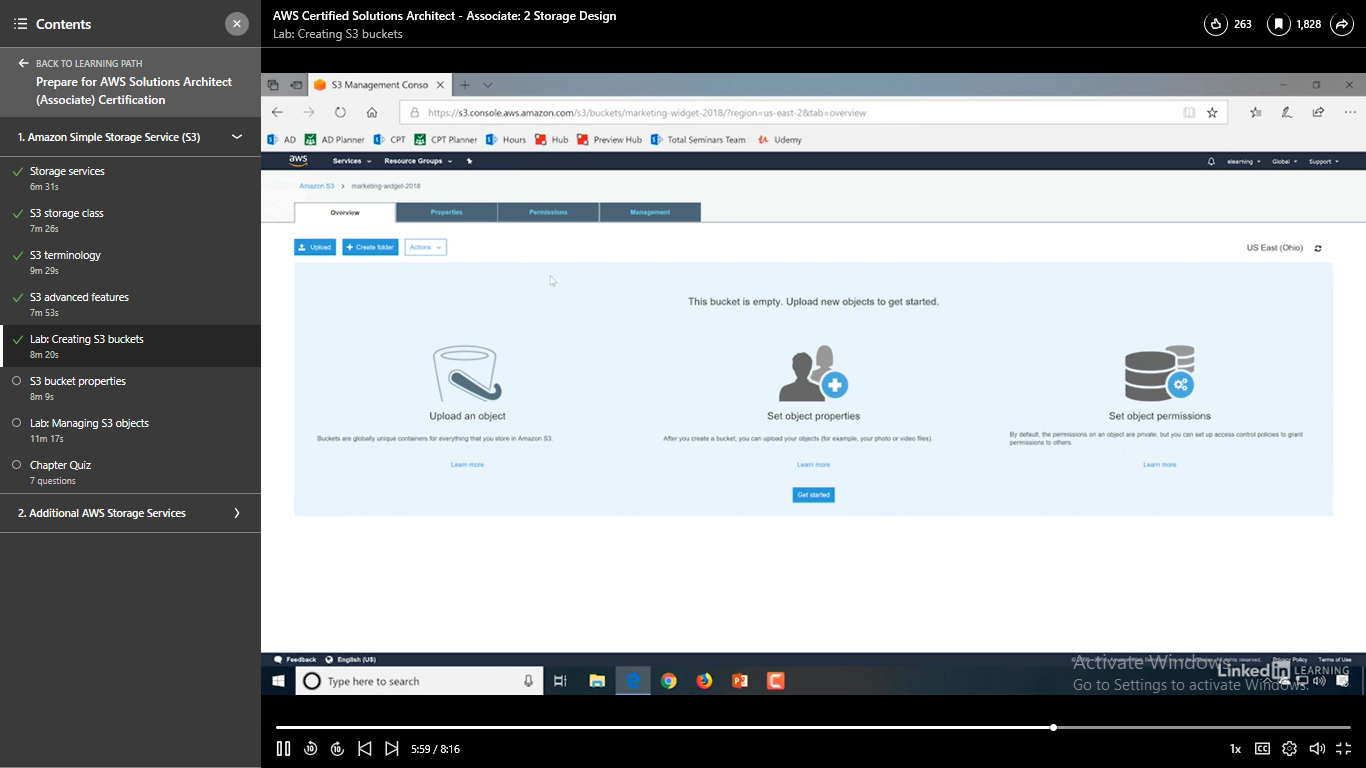 Contents
BACK TO LEARNING PATH
Prepare for AWS Solutions Architect
(Associate) Certification
1. Amazon Simple Storage Service (S3)
Storage services
6m 31s
S3 storage class
7m 26s
S3 terminology
9m 29s
S3 advanced features
7m 53s
Lab: Creating S3 buckets
8m 20s
S3 bucket properties
8m 9s
Lab: Managing S3 objects
11m 17s
Chapter Quiz
7 questions
2. Additional AWS Storage Services
AWS Certified Solutions Architect - Associate: 2 Storage Design
Lab: Creating S3 buckets
263
1,828
S3 Management Conso
https://s3.console.aws.amazon.com/s3/buckets/marketing-widget-2018/?region=us-east-2&tab=overview
AD AD Planner CPT CPT Planner Hours Hub Preview Hub Total Seminars Team Udemy
aws Services Resource Groups elearning Global Support
Amazon S3 > marketing-widget-2018
Overview Properties Permissions Management
Upload + Create folder Actions
US East (Ohio)
This bucket is empty. Upload new objects to get started.
Upload an object
Buckets are globally unique containers for everything that you store in Amazon S3.
Learn more
Set object properties
After you create a bucket, you can upload your objects (for example, your photo or video files).
Learn more
Get started
Set object permissions
By default, the permissions on an object are private, but you can set up access control policies to grant
permissions to others.
Learn more
Feedback English (US)
rights reserved. Privacy Policy Terms of Use
Activate Windows
Go to Settings to activate Windows.
Linked in LEARNING
Type here to search
5:59 / 8:16
1x
CC